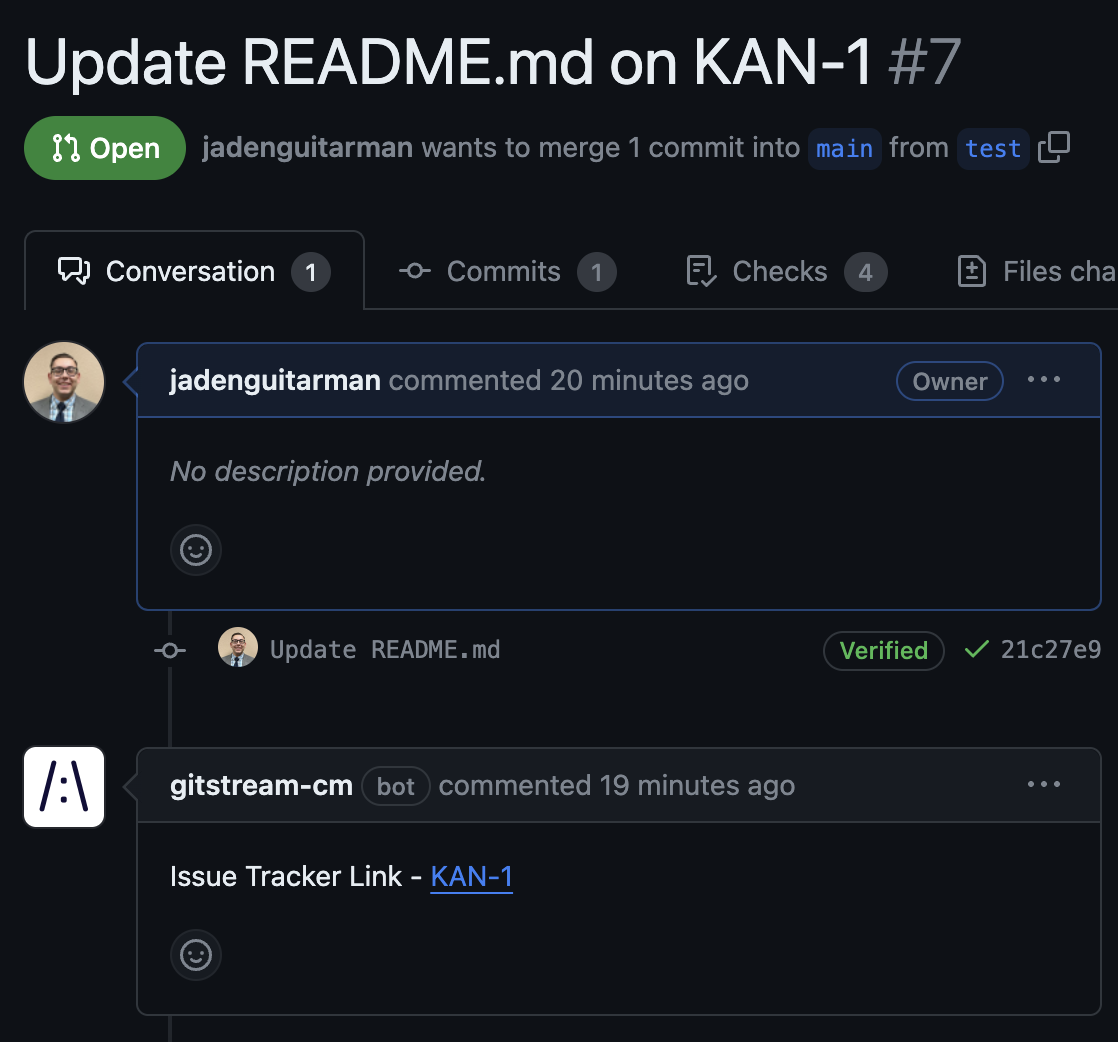 Update README.md on KAN-1 #7
Open jadenguitarman wants to merge 1 commit into main from test
Conversation 1 Commits 1 Checks 4 Files cha
jadenguitarman commented 20 minutes ago Owner
No description provided.
Update README.md Verified 21c27e9
gitstream-cm bot commented 19 minutes ago
Issue Tracker Link - KAN-1